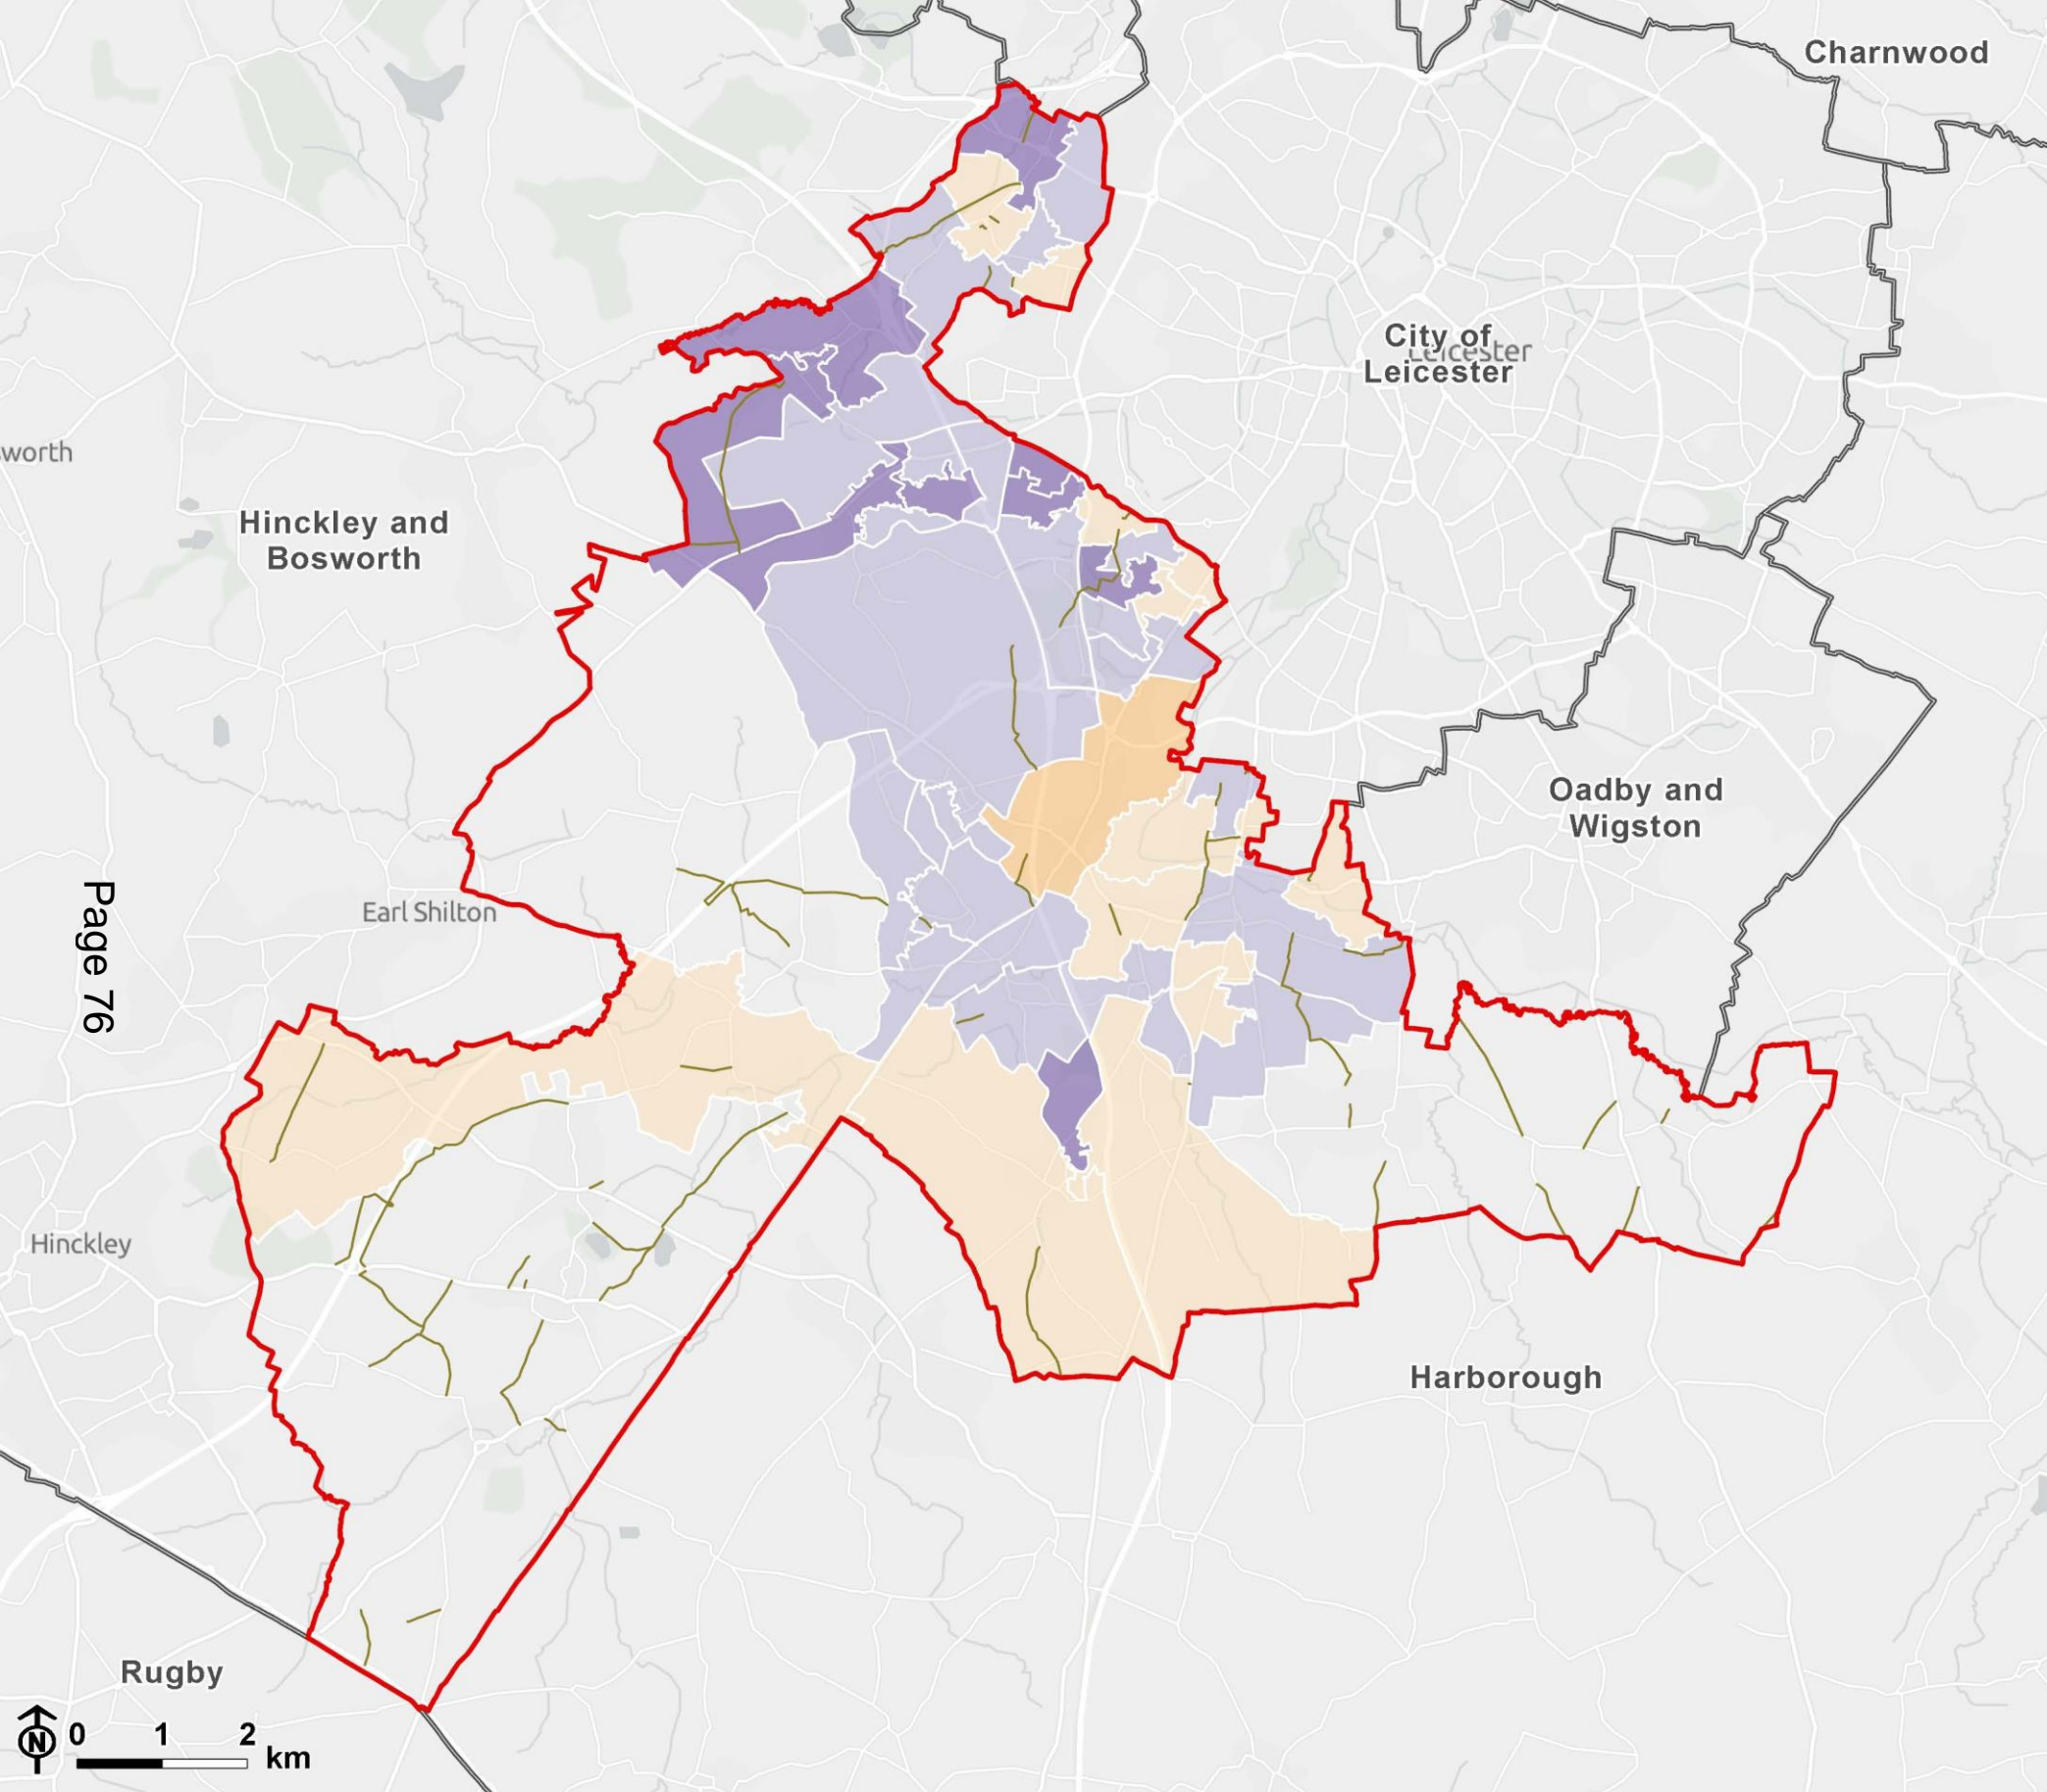 Charnwood
City of
Leicester
Leicester
sworth
Hinckley and
Bosworth
Oadby and
Wigston
Earl Shilton
Page 76
Hinckley
Harborough
Rugby
N
0 1 2
km